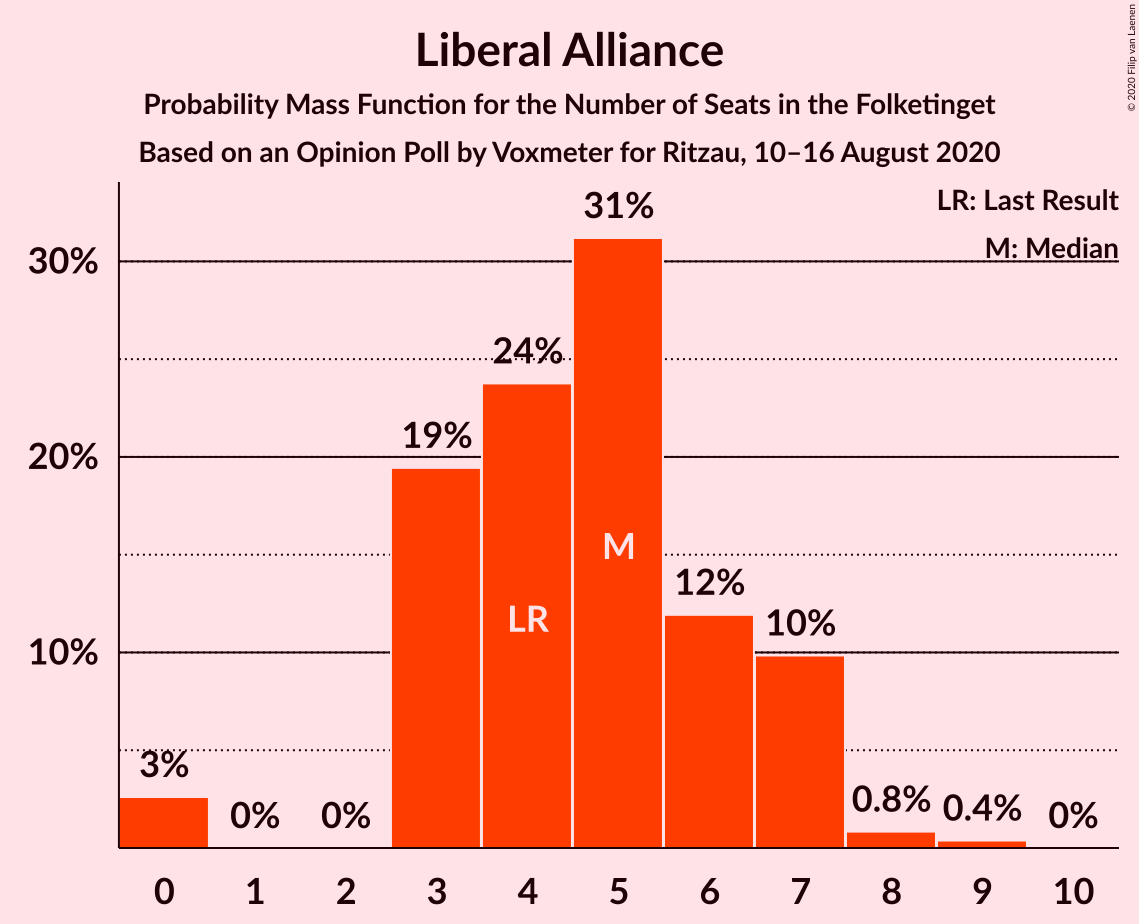 Liberal Alliance
Probability Mass Function for the Number of Seats in the Folketinget
Based on an Opinion Poll by Voxmeter for Ritzau, 10–16 August 2020
© 2020 Filip van Laenen
LR: Last Result
M: Median
30%
20%
10%
3%
0%
0%
19%
24%
31%
12%
10%
0.8%
0.4%
0%
LR
M
0 1 2 3 4 5 6 7 8 9 10